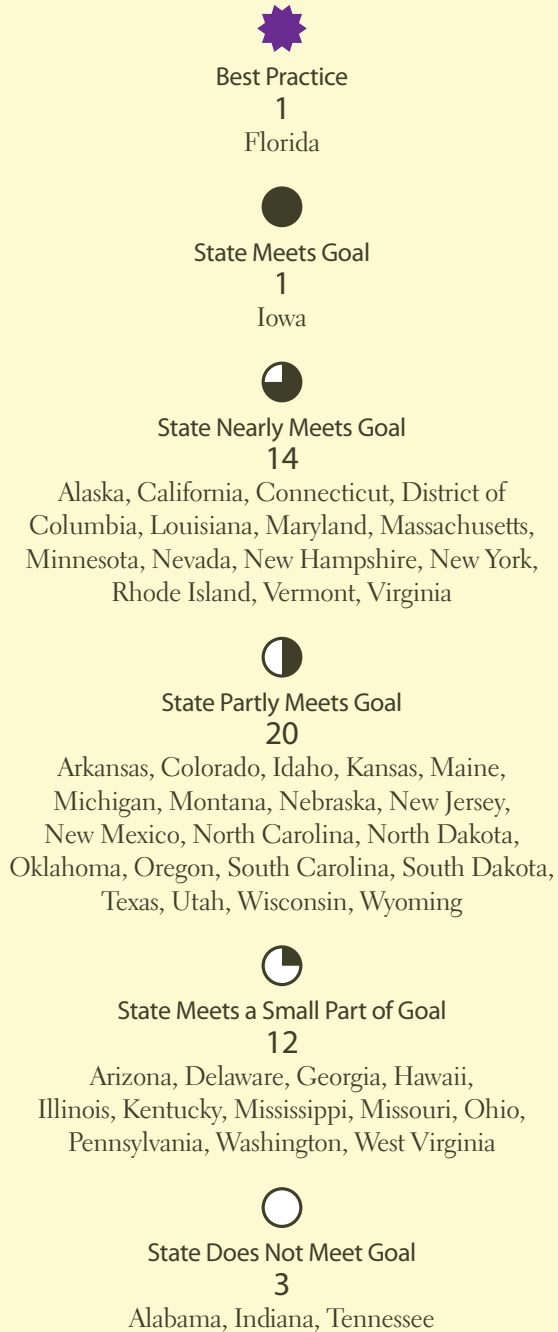 Best Practice
1
Florida
State Meets Goal
1
Iowa
State Nearly Meets Goal
14
Alaska, California, Connecticut, District of
Columbia, Louisiana, Maryland, Massachusetts,
Minnesota, Nevada, New Hampshire, New York,
Rhode Island, Vermont, Virginia
State Partly Meets Goal
20
Arkansas, Colorado, Idaho, Kansas, Maine,
Michigan, Montana, Nebraska, New Jersey,
New Mexico, North Carolina, North Dakota,
Oklahoma, Oregon, South Carolina, South Dakota,
Texas, Utah, Wisconsin, Wyoming
State Meets a Small Part of Goal
12
Arizona, Delaware, Georgia, Hawaii,
Illinois, Kentucky, Mississippi, Missouri, Ohio,
Pennsylvania, Washington, West Virginia
State Does Not Meet Goal
3
Alabama, Indiana, Tennessee